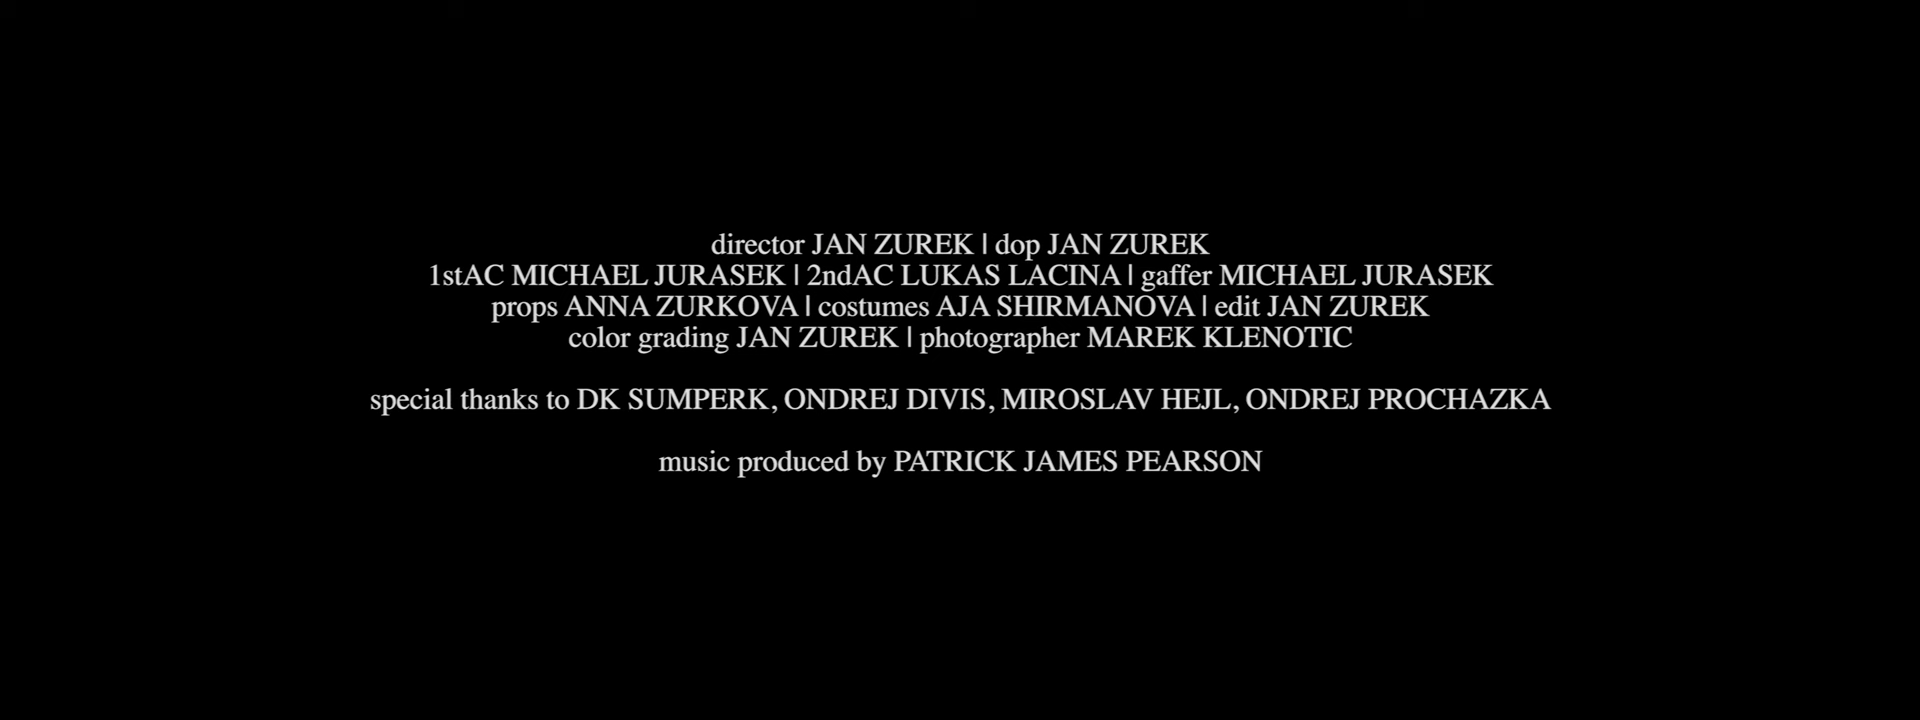 director JAN ZUREK | dop JAN ZUREK
1stAC MICHAEL JURASEK | 2ndAC LUKAS LACINA | gaffer MICHAEL JURASEK
props ANNA ZURKOVA | costumes AJA SHIRMANOVA | edit JAN ZUREK
color grading JAN ZUREK | photographer MAREK KLENOTIC
special thanks to DK SUMPERK, ONDREJ DIVIS, MIROSLAV HEJL, ONDREJ PROCHAZKA
music produced by PATRICK JAMES PEARSON